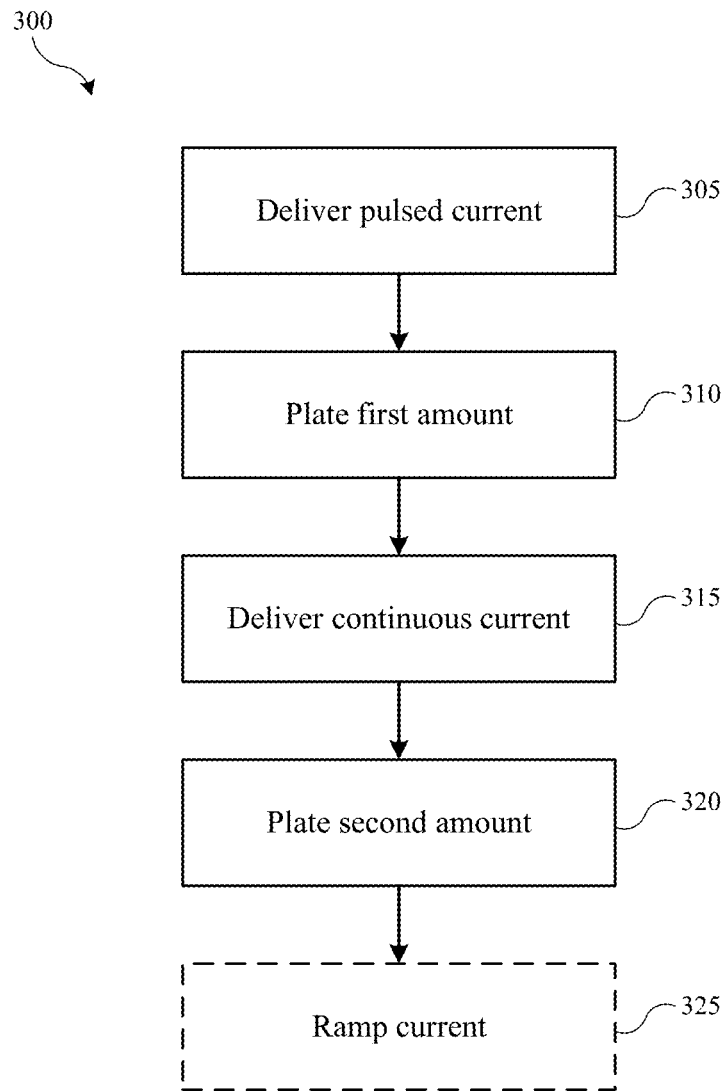 300
Deliver pulsed current
305
Plate first amount
310
Deliver continuous current
315
Plate second amount
320
Ramp current
325